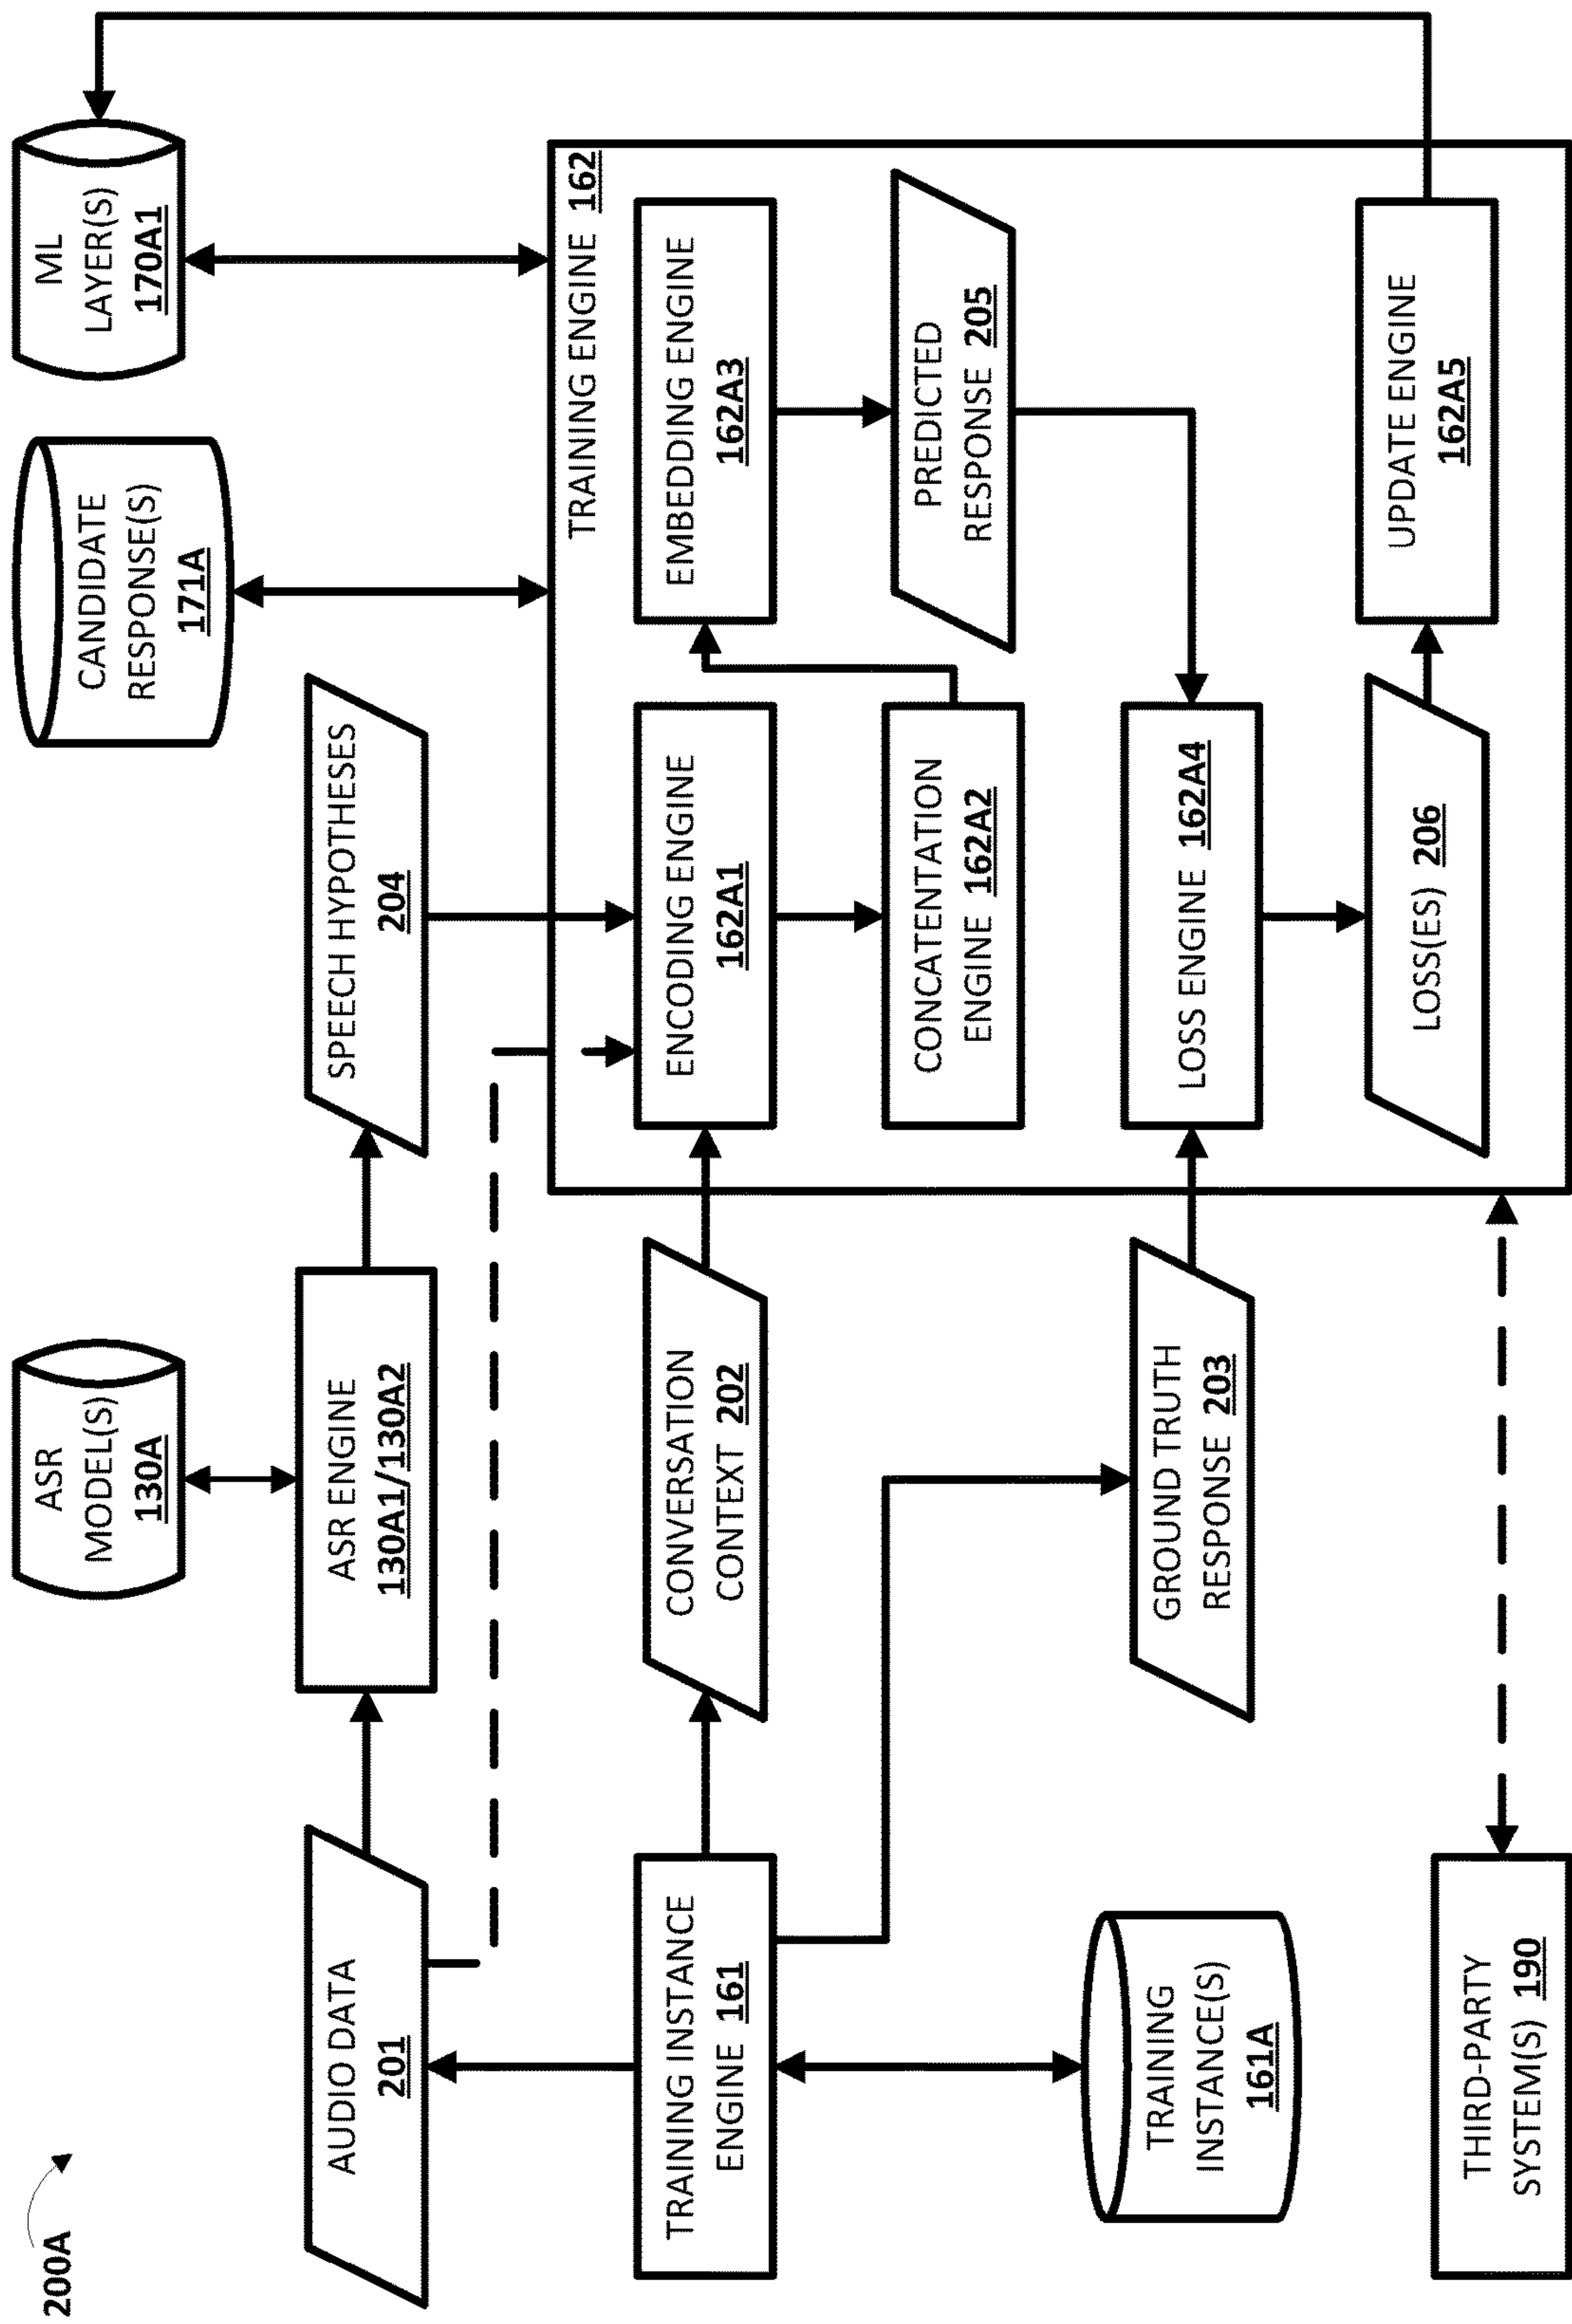 200A
ASR
MODEL(S)
130A
CANDIDATE
RESPONSE(S)
171A
ML
LAYER(S)
170A1
AUDIO DATA
201
ASR ENGINE
130A1/130A2
SPEECH HYPOTHESES
204
TRAINING ENGINE 162
TRAINING INSTANCE
ENGINE 161
CONVERSATION
CONTEXT 202
ENCODING ENGINE
162A1
EMBEDDING ENGINE
162A3
CONCATENTATION
ENGINE 162A2
PREDICTED
RESPONSE 205
TRAINING
INSTANCE(S)
161A
GROUND TRUTH
RESPONSE 203
LOSS ENGINE 162A4
THIRD-PARTY
SYSTEM(S) 190
LOSS(ES) 206
UPDATE ENGINE
162A5